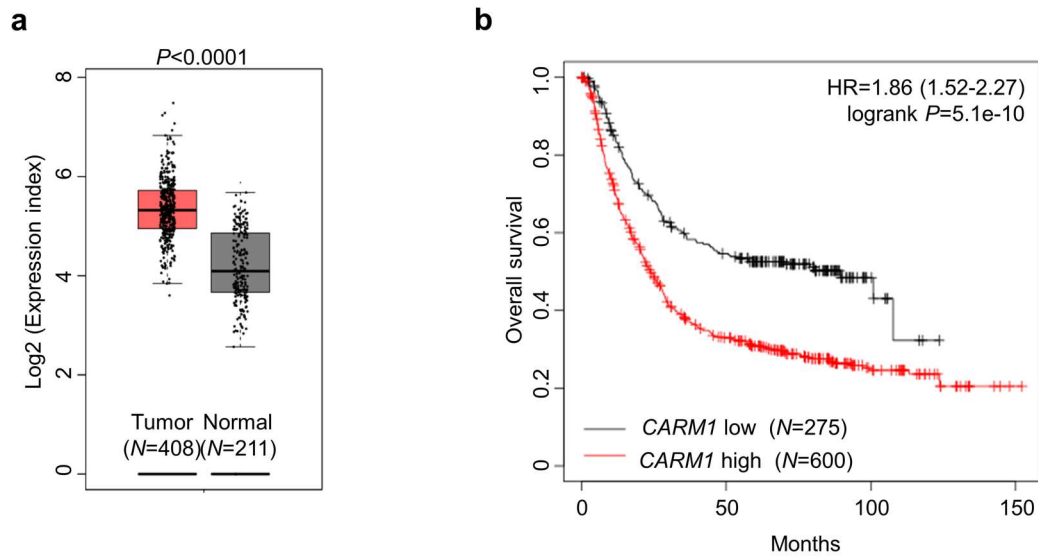 a
P<0.0001
Log2 (Expression index)
8
6
4
2
0
Tumor Normal
(N=408)(N=211)
b
Overall survival
1.0
0.8
0.6
0.4
0.2
0
HR=1.86 (1.52-2.27)
logrank P=5.1e-10
CARM1 low (N=275)
CARM1 high (N=600)
0 50 100 150
Months